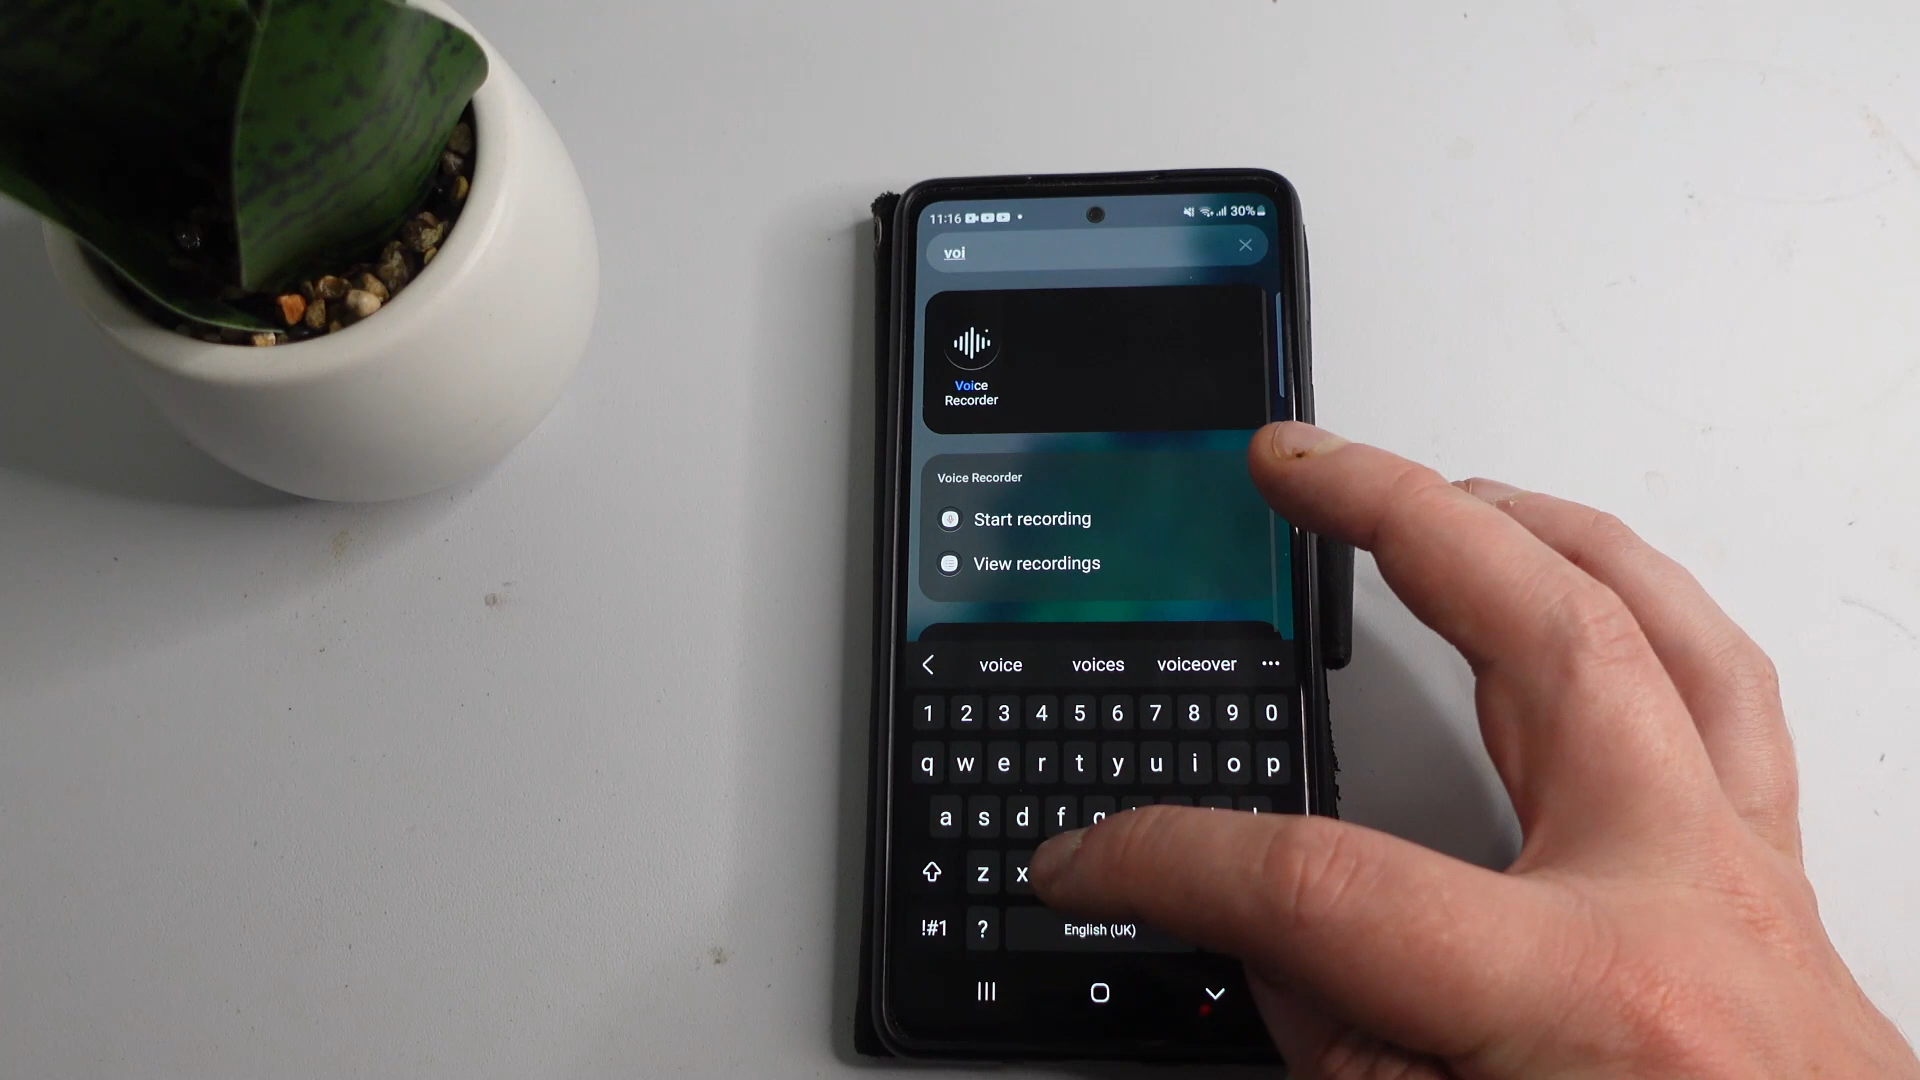 11:16
30%
voi
Voice
Recorder
Voice Recorder
Start recording
View recordings
voice voices voiceover
1 2 3 4 5 6 7 8 9 0
q w e r t y u i o p
a s d f g
z x
!#1 ? English (UK)